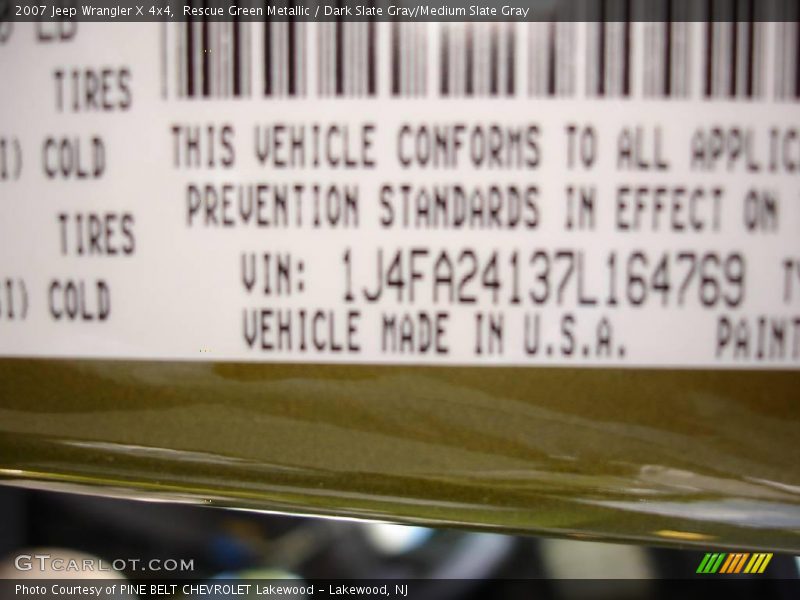 2007 Jeep Wrangler X 4x4, Rescue Green Metallic / Dark Slate Gray/Medium Slate Gray
TIRES
COLD
TIRES
COLD
THIS VEHICLE CONFORMS TO ALL APPLIC
PREVENTION STANDARDS IN EFFECT ON
VIN: 1J4FA24137L164769
VEHICLE MADE IN U.S.A. PAINT
GTCARLOT.COM
Photo Courtesy of PINE BELT CHEVROLET Lakewood - Lakewood, NJ